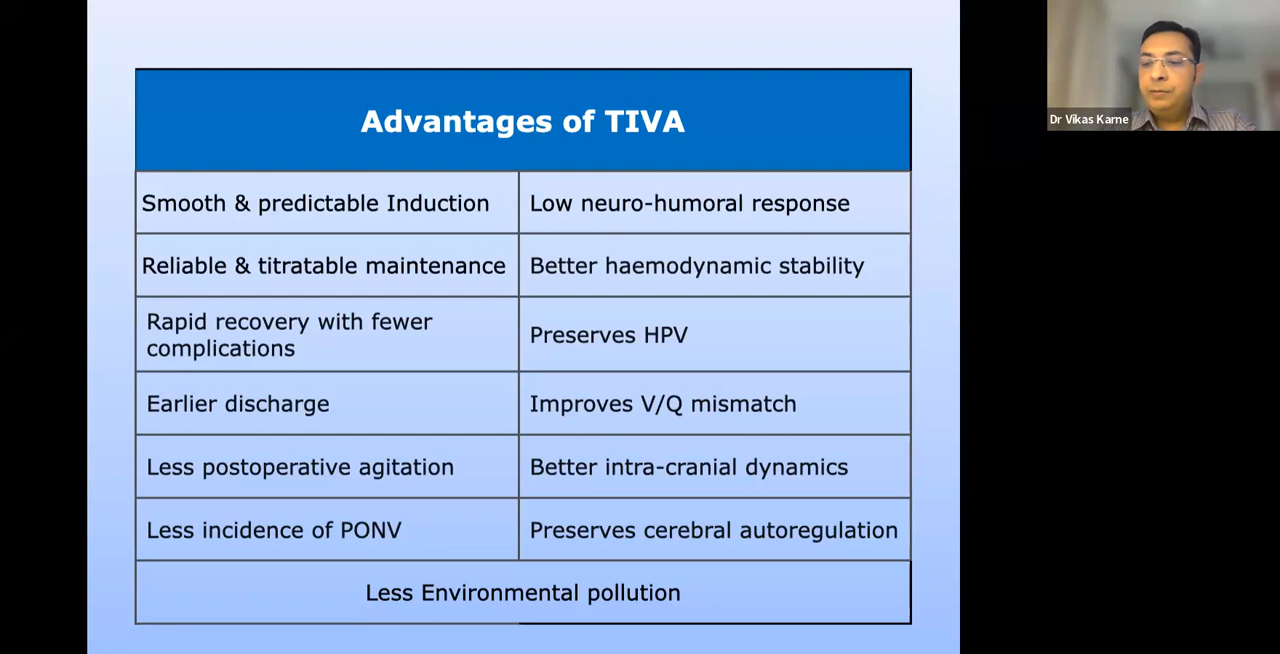 Advantages of TIVA
Smooth & predictable Induction
Low neuro-humoral response
Reliable & titratable maintenance
Better haemodynamic stability
Rapid recovery with fewer
complications
Preserves HPV
Earlier discharge
Improves V/Q mismatch
Less postoperative agitation
Better intra-cranial dynamics
Less incidence of PONV
Preserves cerebral autoregulation
Less Environmental pollution
Dr Vikas Karne